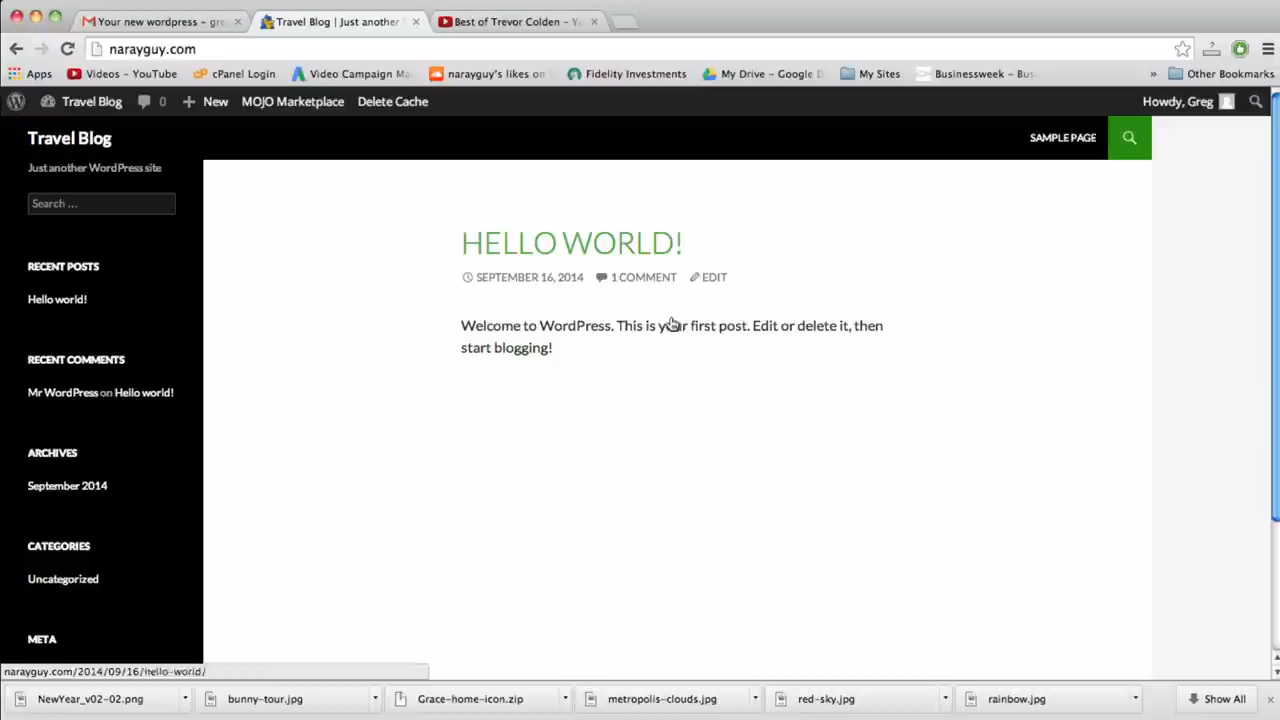 Your new wordpress - gre
Travel Blog | Just another
Best of Trevor Colden - Yo
narayguy.com
Apps
Videos - YouTube
cPanel Login
Video Campaign Ma
narayguy's likes on
Fidelity Investments
My Drive - Google D
My Sites
Businessweek - Bus
»
Other Bookmarks
Travel Blog
0
New
MOJO Marketplace
Delete Cache
Howdy, Greg
Travel Blog
SAMPLE PAGE
Just another WordPress site
Search ...
HELLO WORLD!
SEPTEMBER 16, 2014
1 COMMENT
EDIT
Welcome to WordPress. This is your first post. Edit or delete it, then
start blogging!
RECENT POSTS
Hello world!
RECENT COMMENTS
Mr WordPress on Hello world!
ARCHIVES
September 2014
CATEGORIES
Uncategorized
META
narayguy.com/2014/09/16/hello-world/
NewYear_v02-02.png
bunny-tour.jpg
Grace-home-icon.zip
metropolis-clouds.jpg
red-sky.jpg
rainbow.jpg
Show All